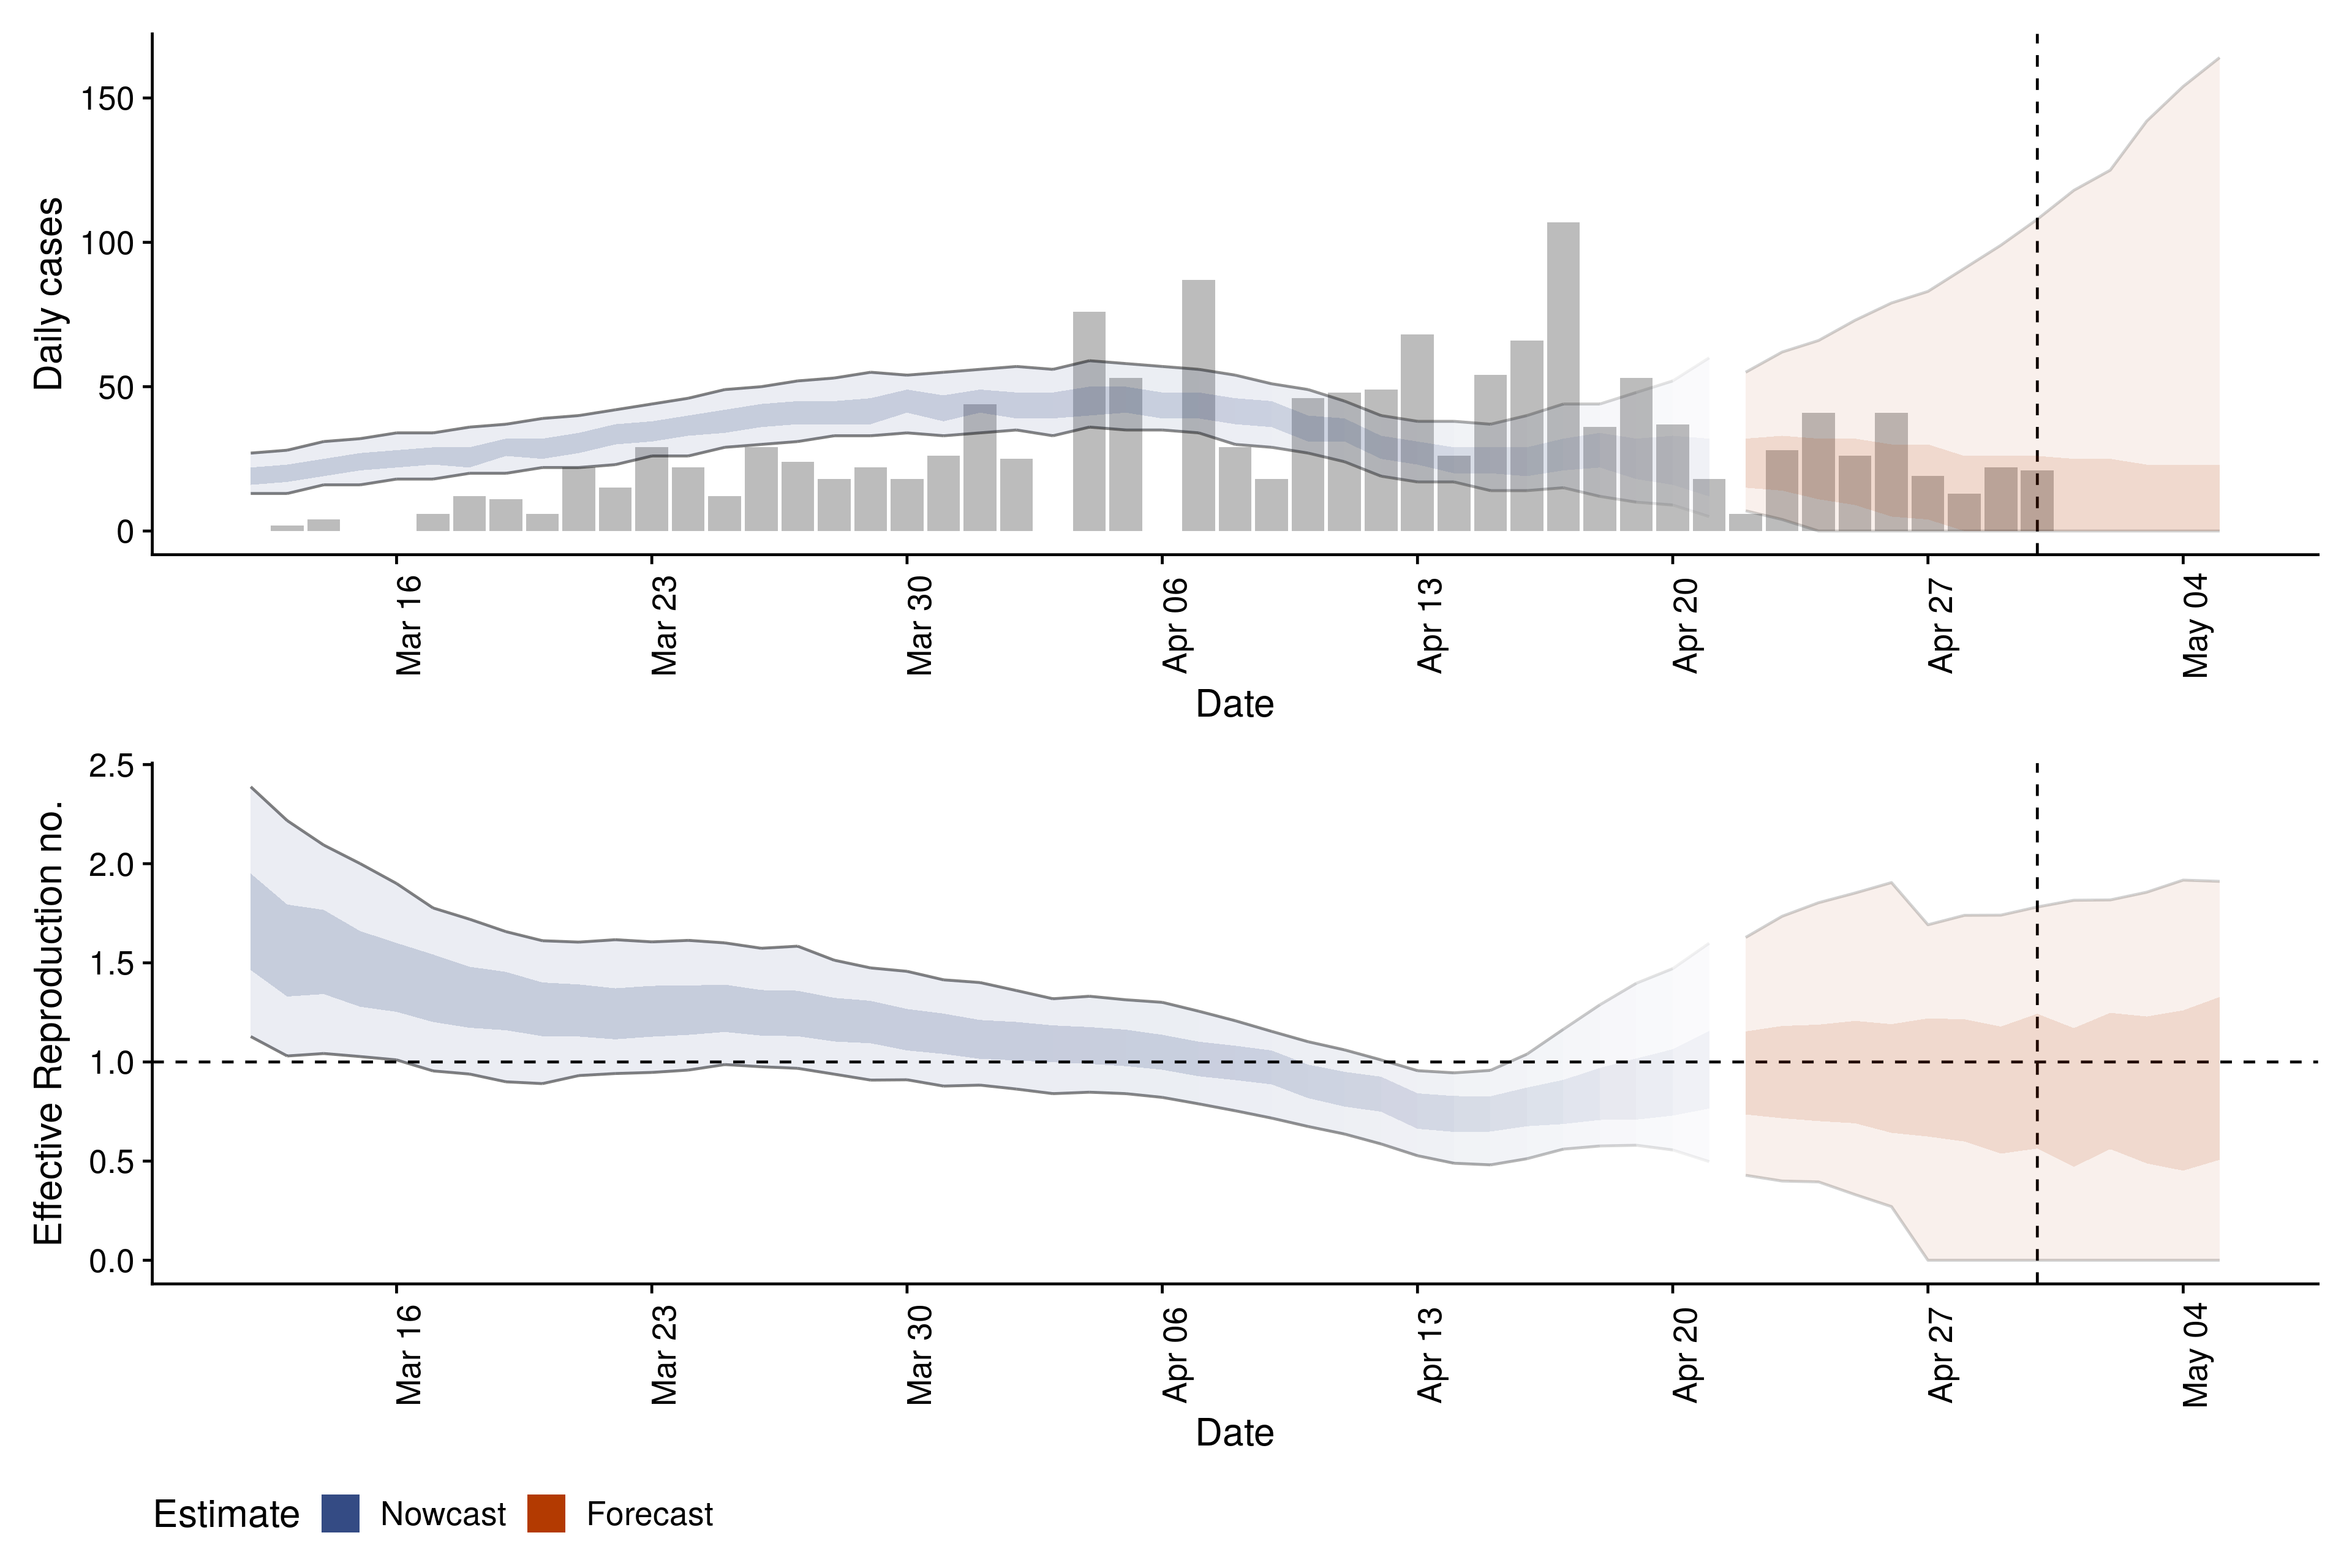 Daily cases
150
100
50
0
Mar 16
Mar 23
Mar 30
Apr 06
Apr 13
Apr 20
Apr 27
May 04
Date
Effective Reproduction no.
2.5
2.0
1.5
1.0
0.5
0.0
Mar 16
Mar 23
Mar 30
Apr 06
Apr 13
Apr 20
Apr 27
May 04
Date
Estimate Nowcast Forecast